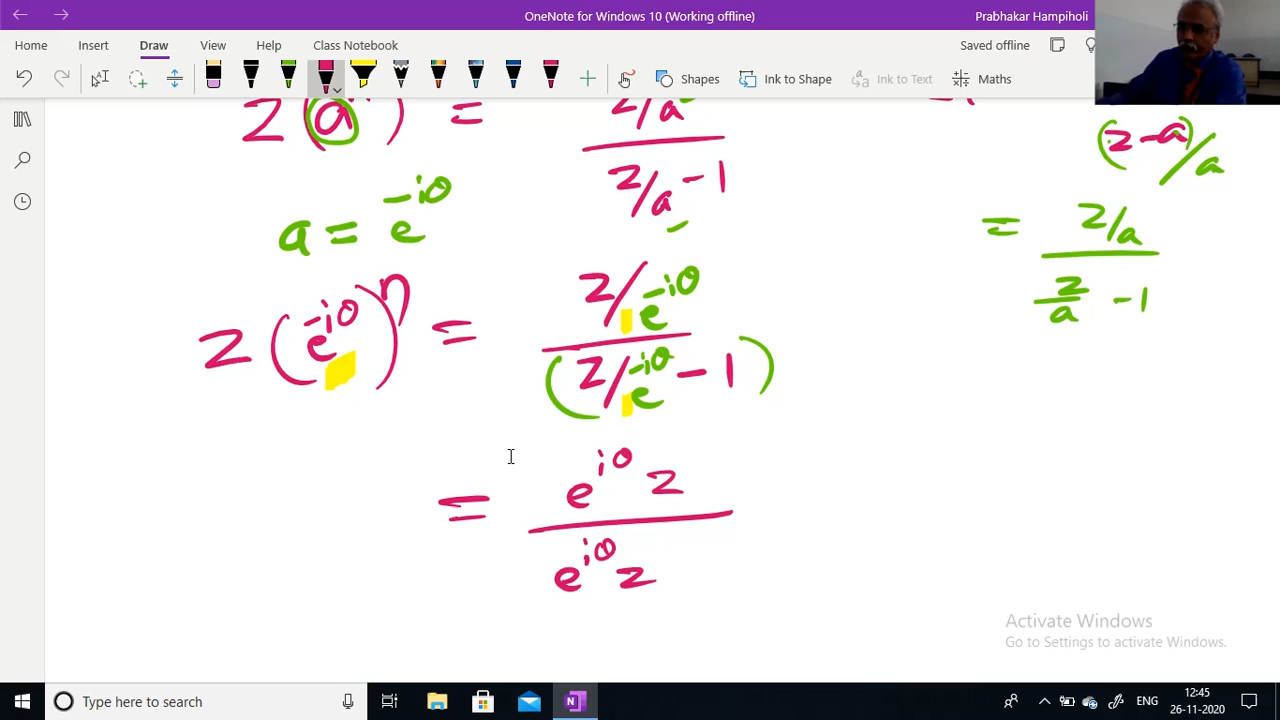 OneNote for Windows 10 (Working offline)
Prabhakar Hampiholi
Home Insert Draw View Help Class Notebook
Saved offline
Shapes Ink to Shape Ink to Text Maths
z(a
) =
z/a
z/a - 1
(z - a)/a
a = e^{-iθ}
= z/a
z/a - 1
z(e^{-iθ})^n = z/e^{-iθ}
(z/e^{-iθ} - 1)
= e^{iθ} z
e^{iθ} z
Activate Windows
Go to Settings to activate Windows.
Type here to search
ENG
12:45
26-11-2020